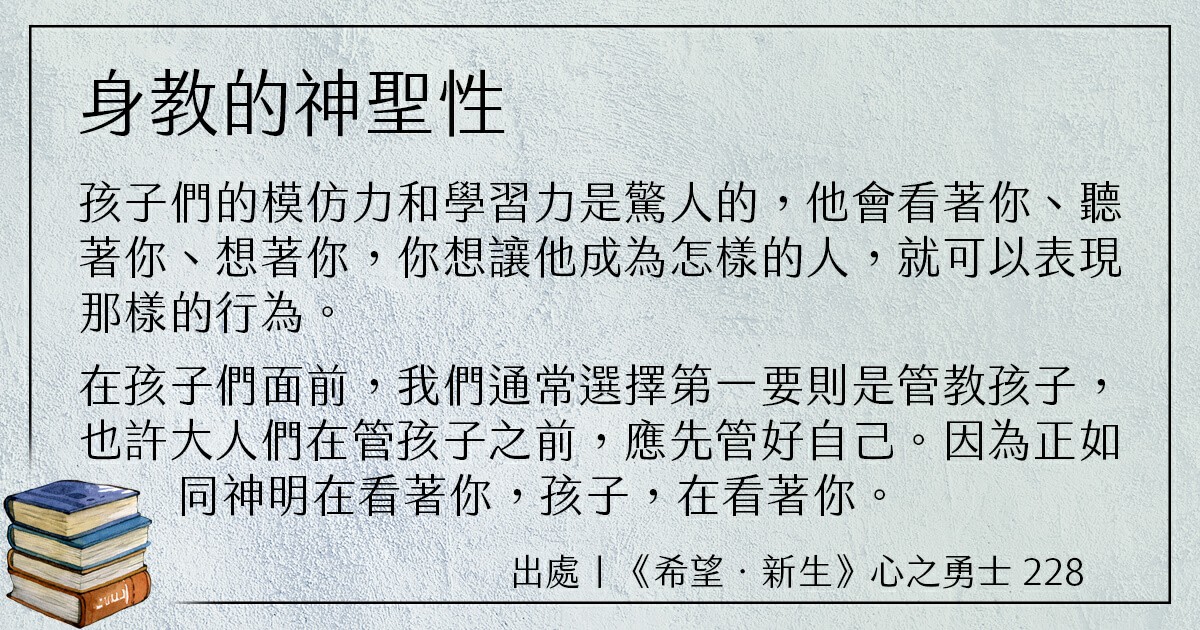 身教的神聖性
孩子們的模仿力和學習力是驚人的，他會看著你、聽
著你、想著你，你想讓他成為怎樣的人，就可以表現
那樣的行為。
在孩子們面前，我們通常選擇第一要則是管教孩子，
也許大人們在管孩子之前，應先管好自己。因為正如
同神明在看著你，孩子，在看著你。
出處｜《希望．新生》心之勇士 228